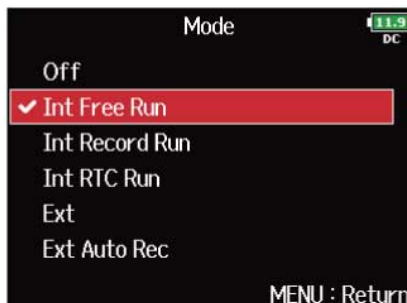 Mode
11.9
DC
Off
Int Free Run
Int Record Run
Int RTC Run
Ext
Ext Auto Rec
MENU : Return